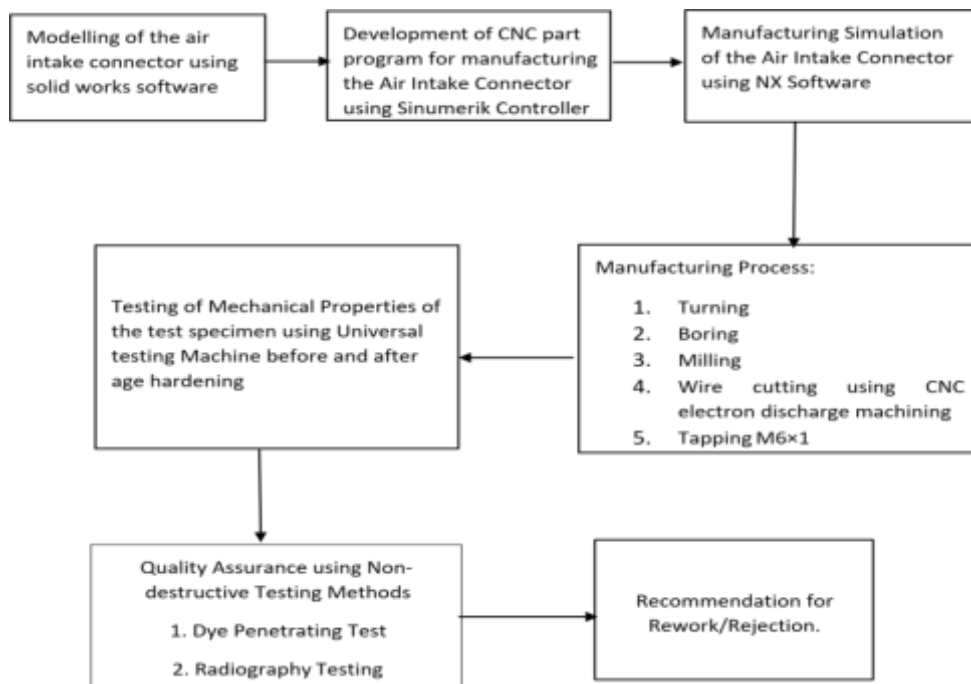 Modelling of the air
intake connector using
solid works software
Development of CNC part
program for manufacturing
the Air Intake Connector
using Sinumerik Controller
Manufacturing Simulation
of the Air Intake Connector
using NX Software
Manufacturing Process:
1. Turning
2. Boring
3. Milling
4. Wire cutting using CNC
electron discharge machining
5. Tapping M6×1
Testing of Mechanical Properties of
the test specimen using Universal
testing Machine before and after
age hardening
Quality Assurance using Non-
destructive Testing Methods
1. Dye Penetrating Test
2. Radiography Testing
Recommendation for
Rework/Rejection.